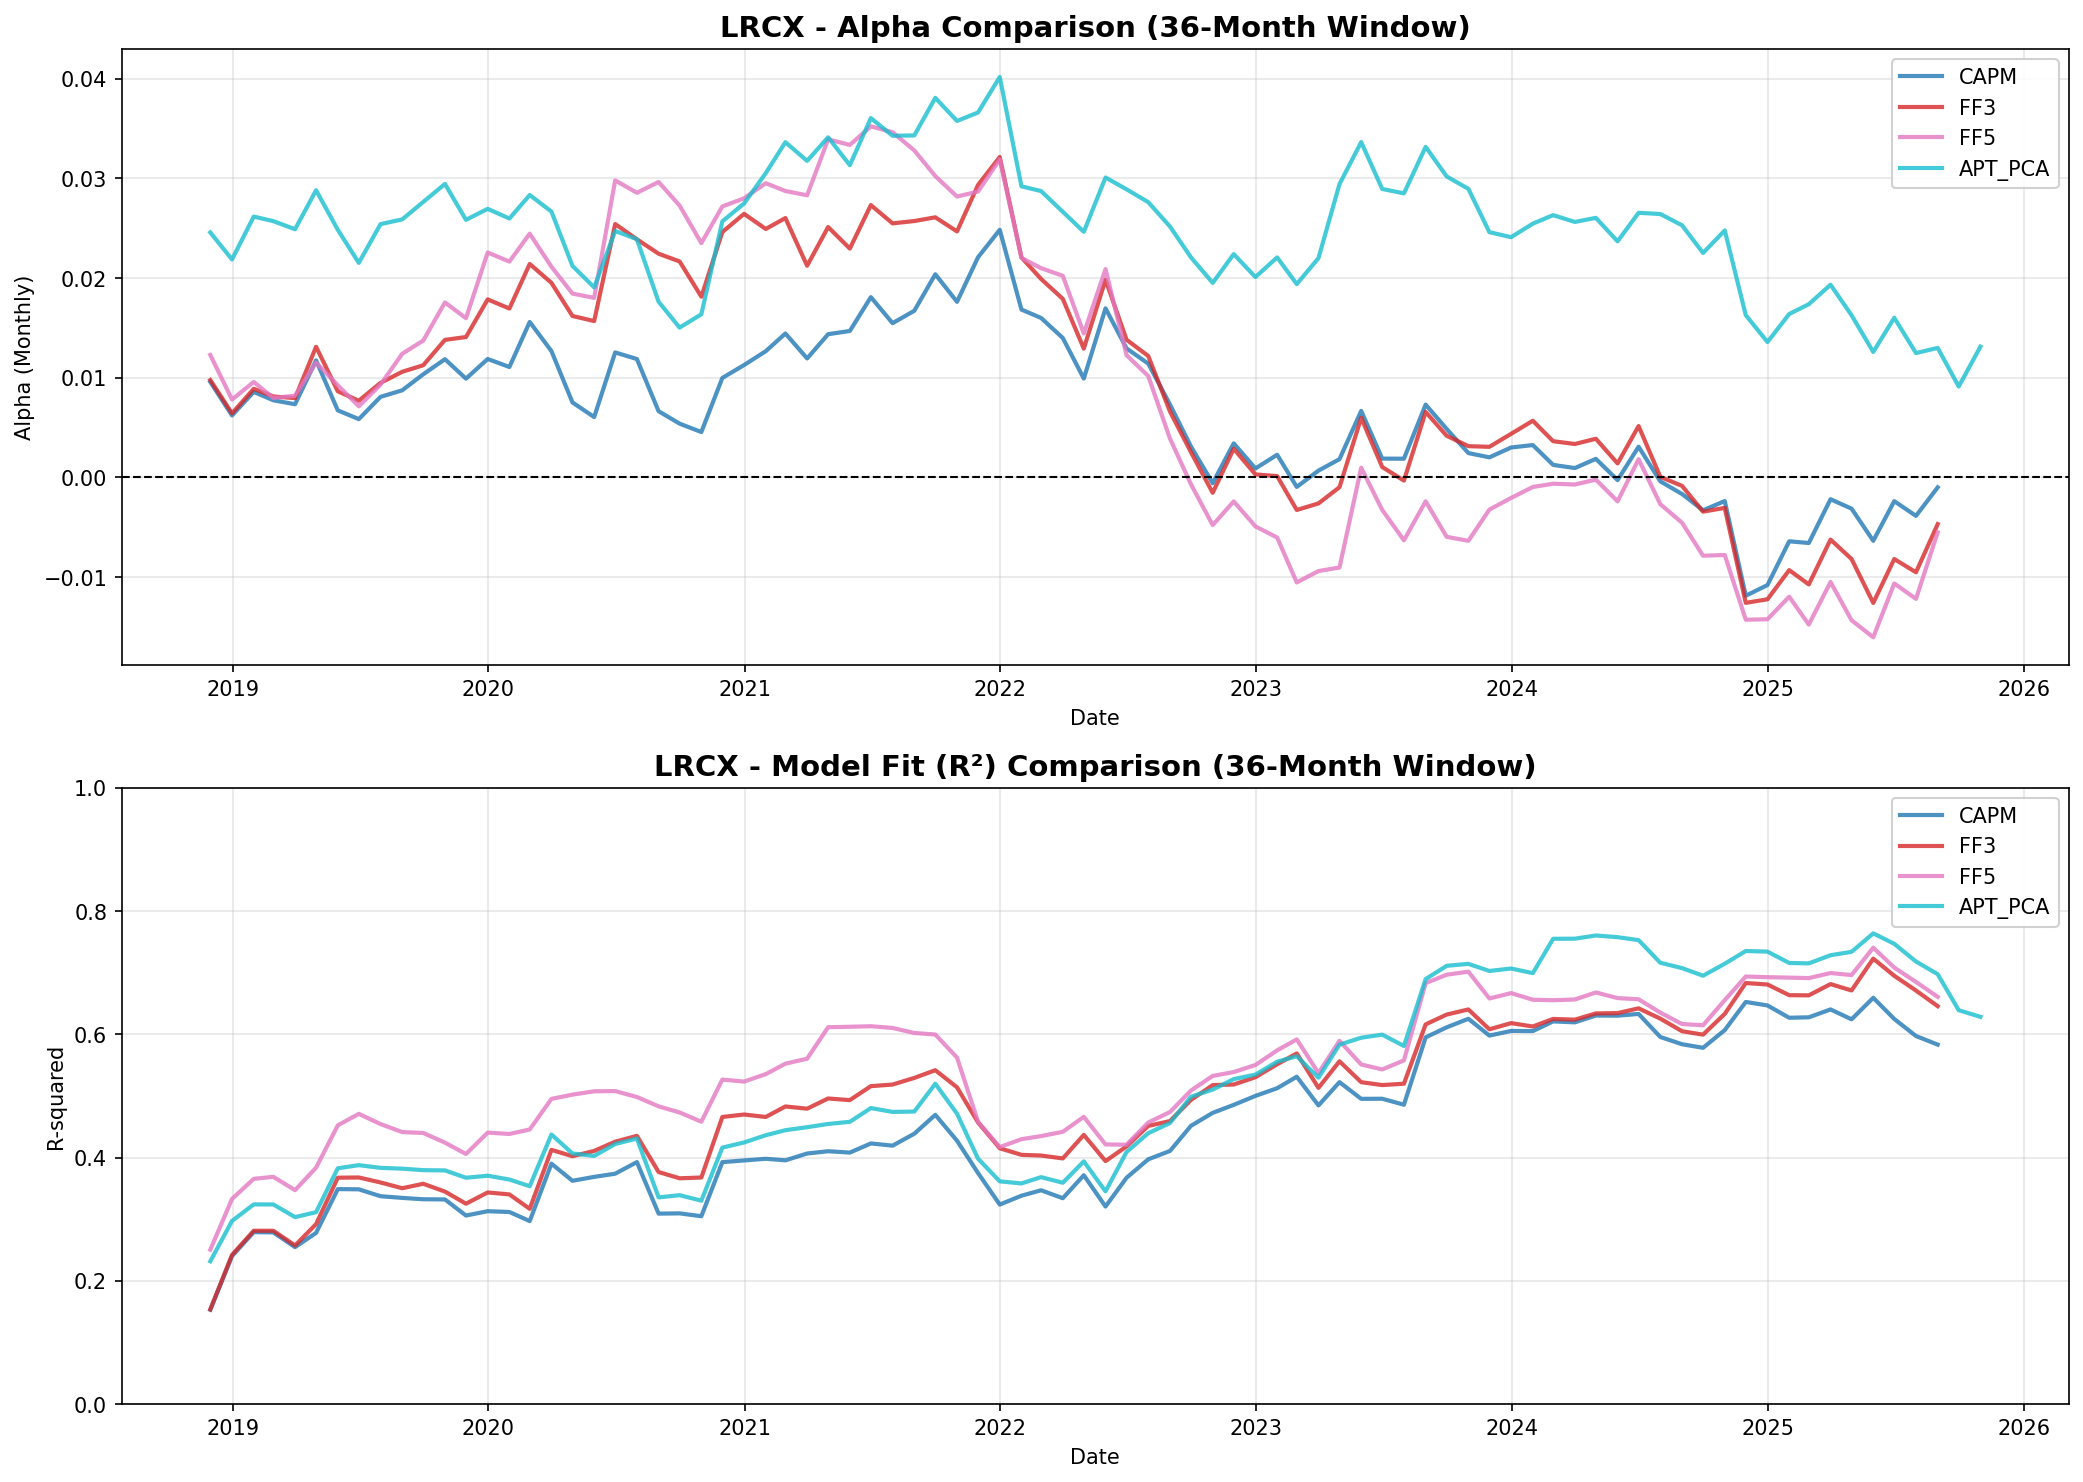 LRCX - Alpha Comparison (36-Month Window)
Alpha (Monthly)
0.04
0.03
0.02
0.01
0.00
−0.01
CAPM
FF3
FF5
APT_PCA
2019 2020 2021 2022 2023 2024 2025 2026
Date
LRCX - Model Fit (R²) Comparison (36-Month Window)
R-squared
1.0
0.8
0.6
0.4
0.2
0.0
CAPM
FF3
FF5
APT_PCA
2019 2020 2021 2022 2023 2024 2025 2026
Date